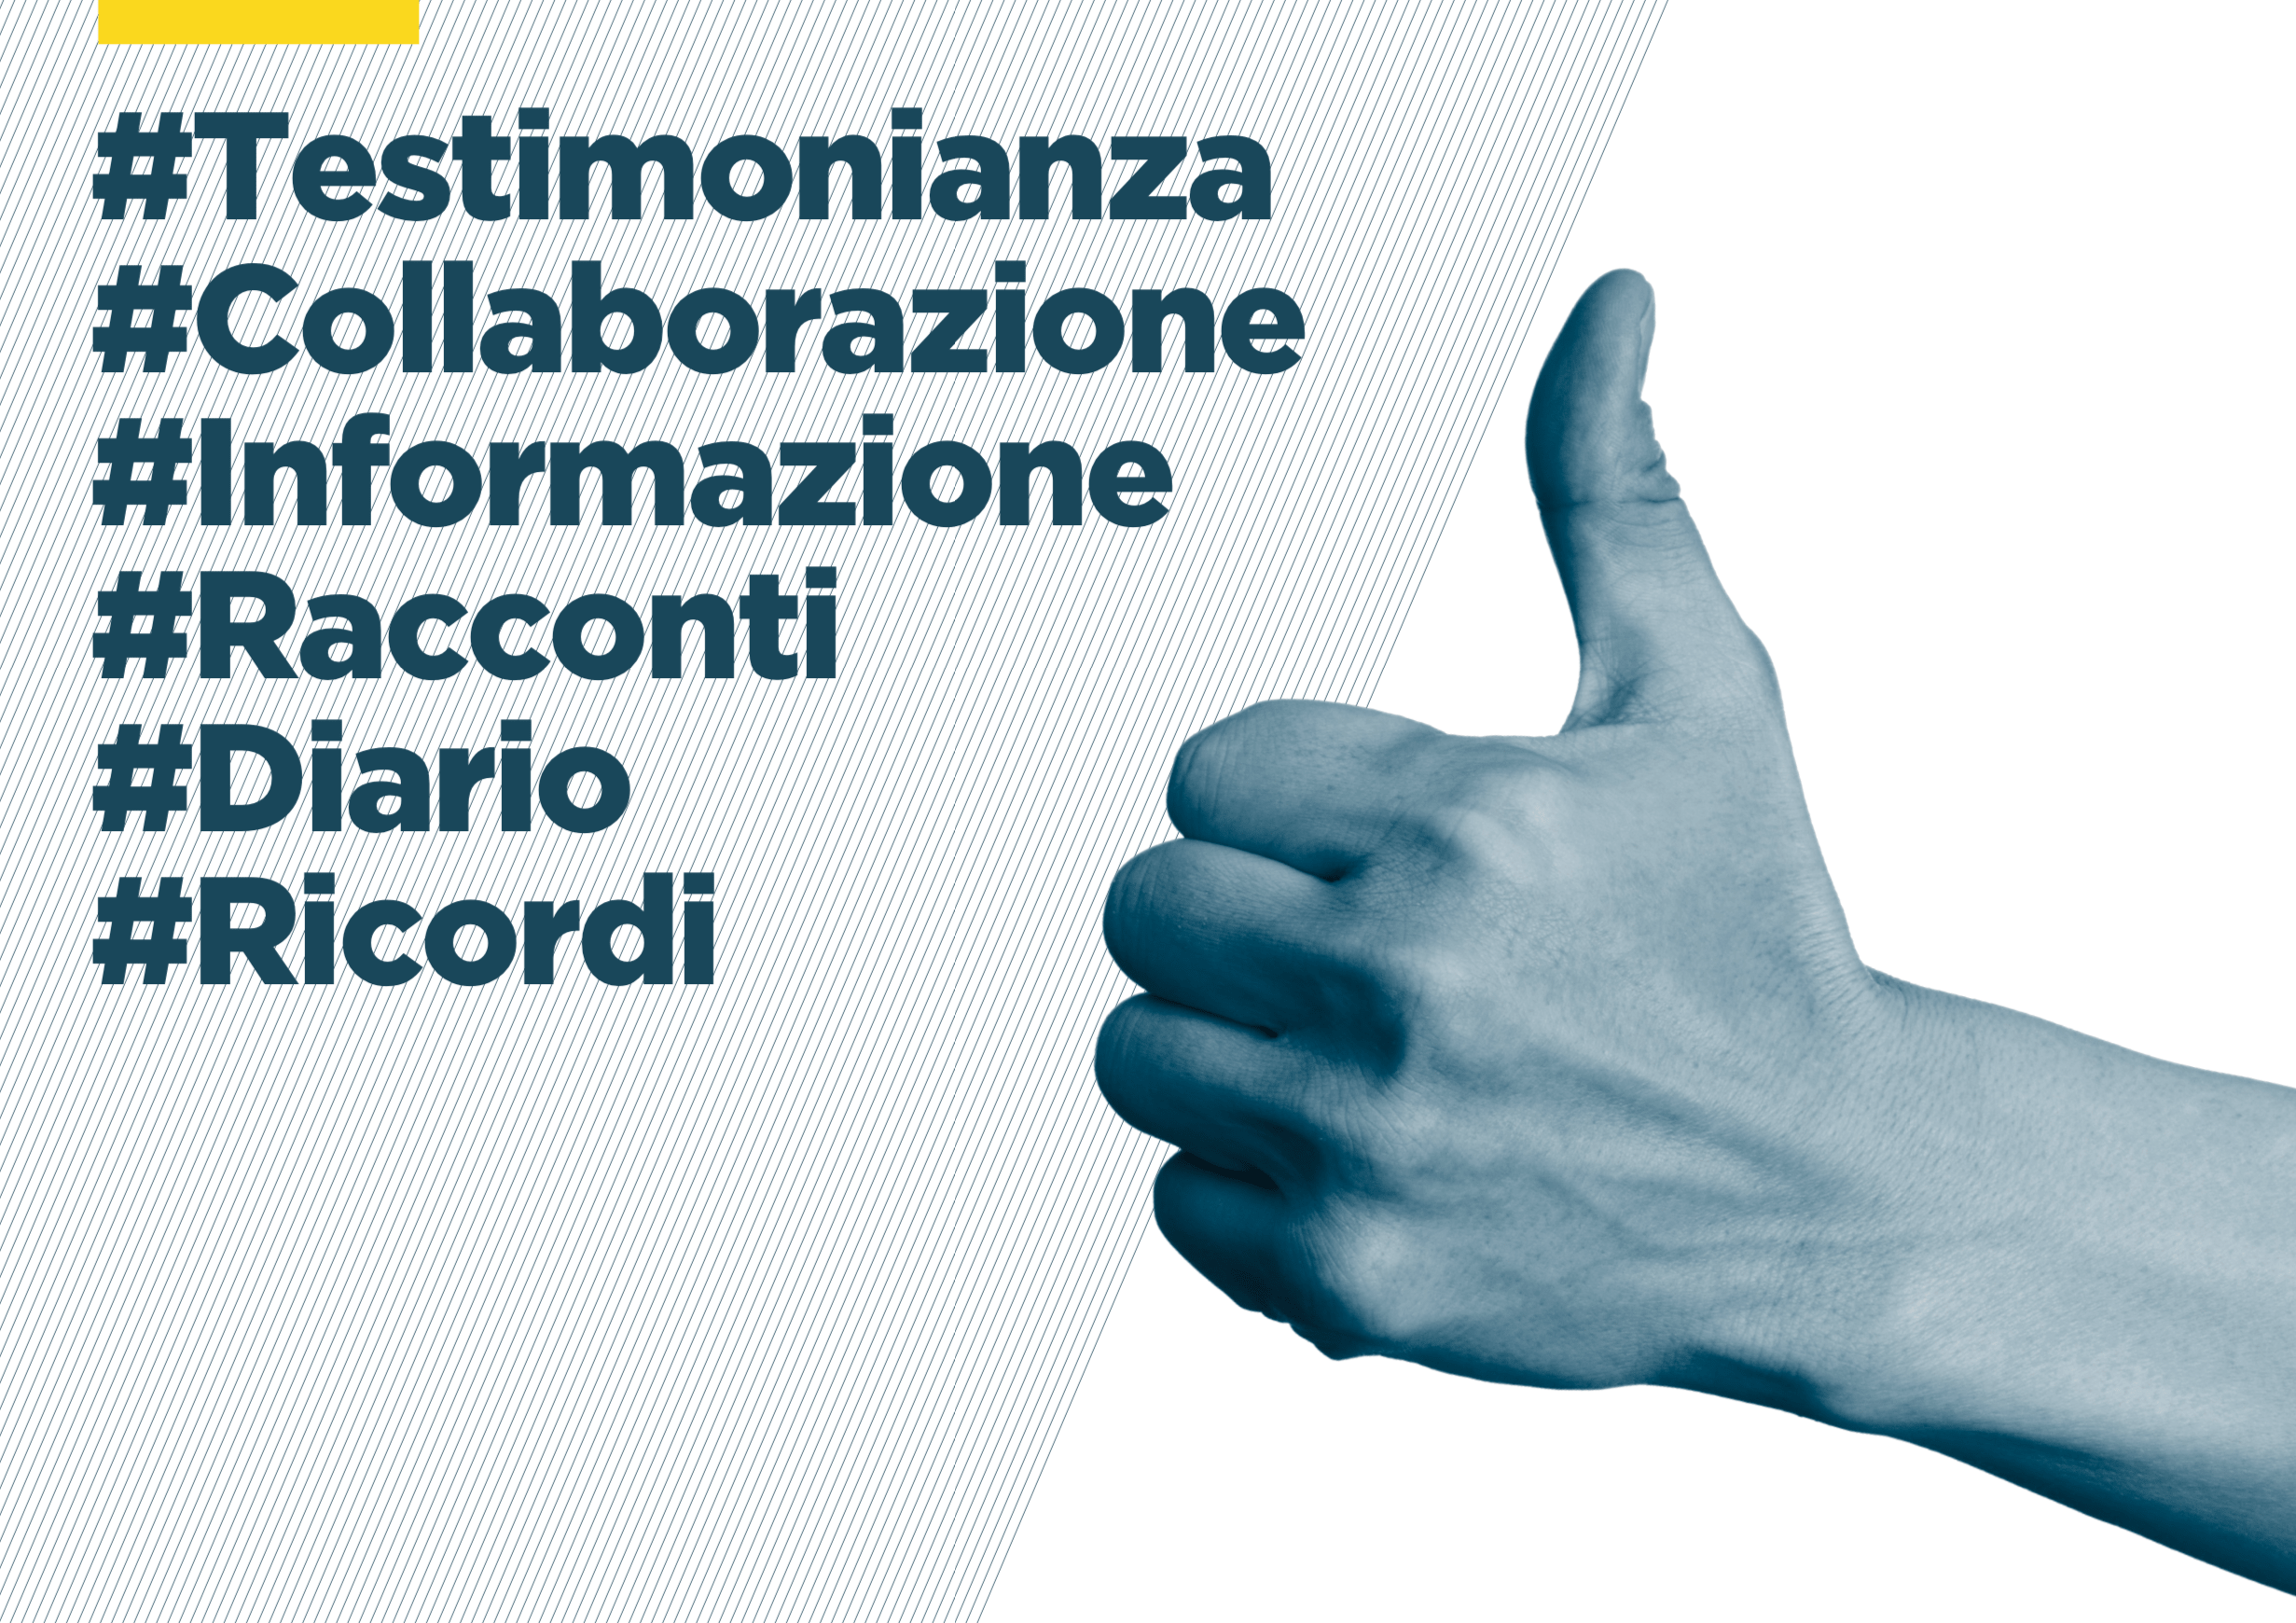 #Testimonianza
#Collaborazione
#Informazione
#Racconti
#Diario
#Ricordi